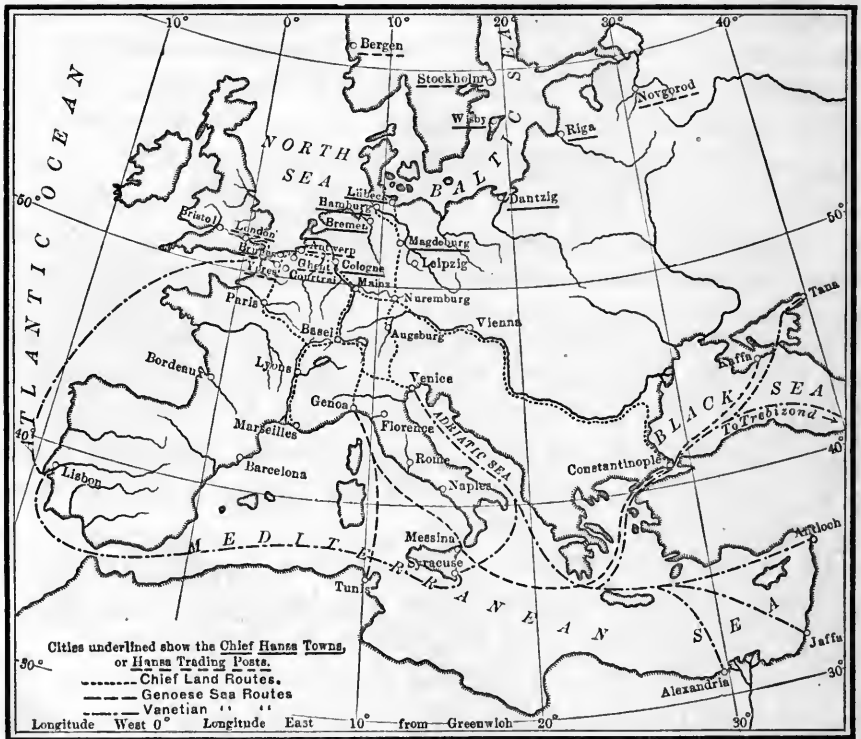 10° 0° 10° 20° 30° 40°
Bergen
Stockholm
BALTIC SEA
Novgorod
Wisby
Riga
ATLANTIC OCEAN
NORTH SEA
Lübeck
Dantzig
Hamburg
Bremen
50°
50°
Bristol
London
Magdeburg
Antwerp
Leipzig
Bruges
Ghent
Cologne
Ypres
Courtrai
Mainz
Nuremburg
Tana
Paris
Vienna
Basel
Augsburg
Kaffa
Lyons
Bordeau
Venice
BLACK SEA
To Trebizond
Genoa
Florence
ADRIATIC SEA
Marseilles
40°
40°
Lisbon
Barcelona
Rome
Constantinople
Naples
MEDITERRANEAN SEA
Messina
Syracuse
Antioch
Tunis
Jaffa
Alexandria
30°
30°
Cities underlined show the Chief Hansa Towns,
or Hansa Trading Posts.
Chief Land Routes.
Genoese Sea Routes
Vanetian " "
Longitude West 0° Longitude East 10° from Greenwich 20° 30°